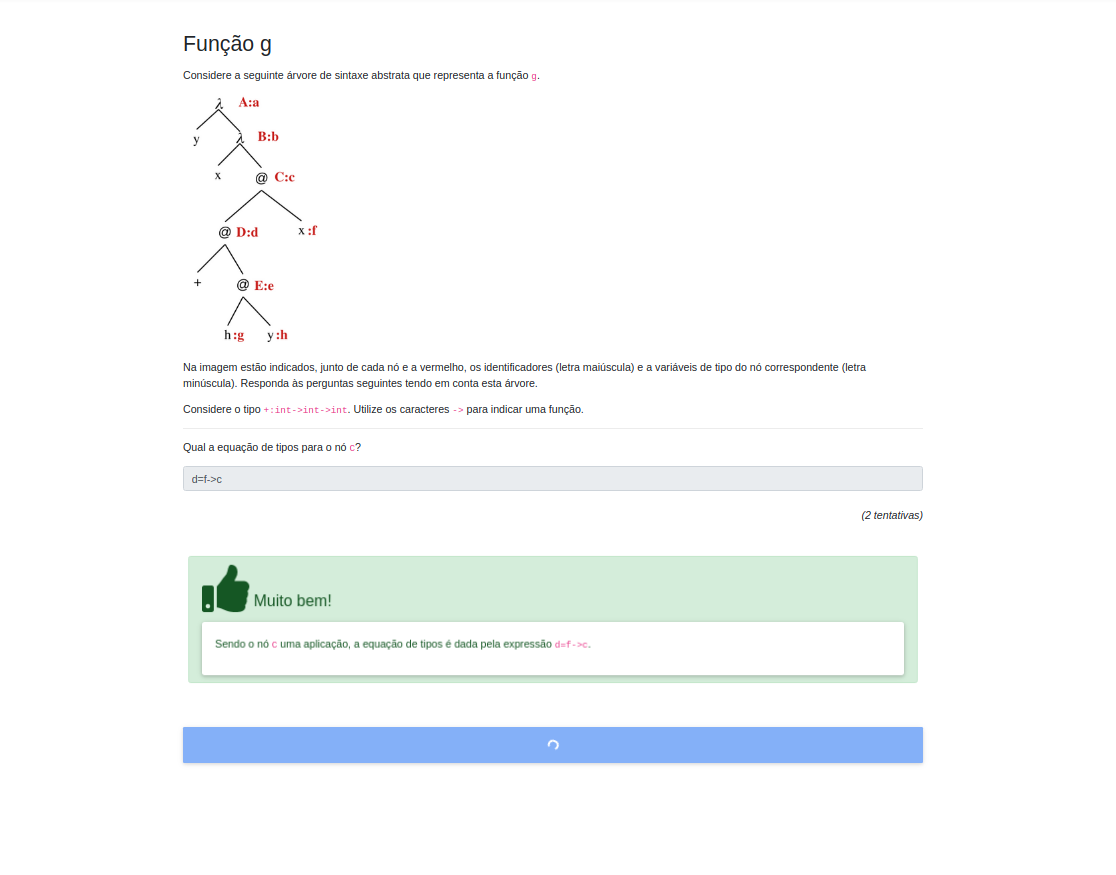 Função g
Considere a seguinte árvore de sintaxe abstrata que representa a função g.
λ A:a
y λ B:b
x @ C:c
@ D:d x :f
+ @ E:e
h :g y :h
Na imagem estão indicados, junto de cada nó e a vermelho, os identificadores (letra maiúscula) e a variáveis de tipo do nó correspondente (letra
minúscula). Responda às perguntas seguintes tendo em conta esta árvore.
Considere o tipo +:int->int->int. Utilize os caracteres -> para indicar uma função.
Qual a equação de tipos para o nó c?
d=f->c
(2 tentativas)
Muito bem!
Sendo o nó c uma aplicação, a equação de tipos é dada pela expressão d=f->c.